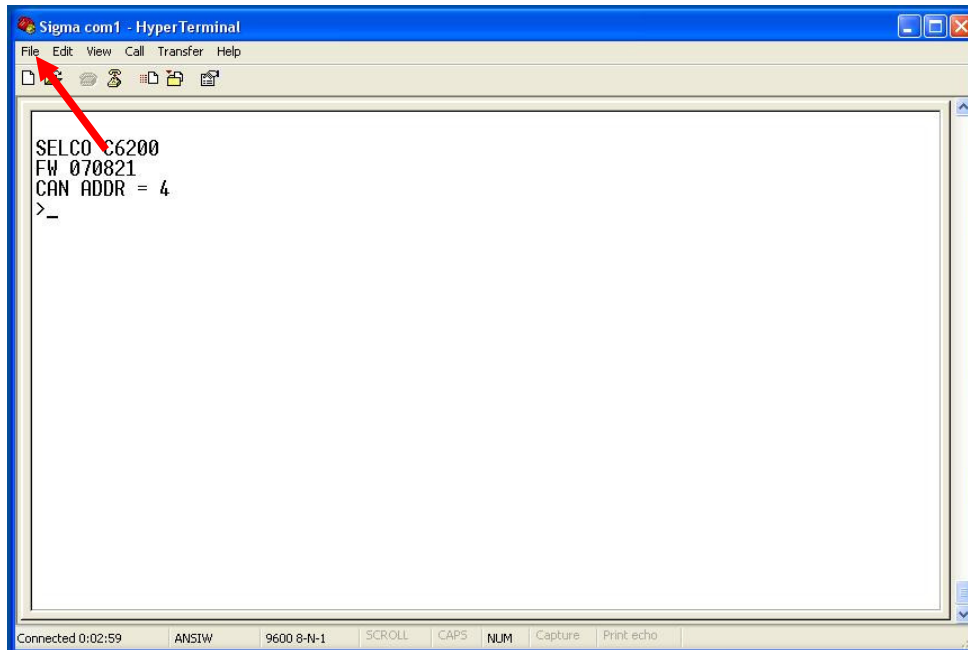 Sigma com1 - HyperTerminal
File Edit View Call Transfer Help
SELCO C6200
FW 070821
CAN ADDR = 4
>_
Connected 0:02:59 ANSIW 9600 8-N-1 SCROLL CAPS NUM Capture Print echo